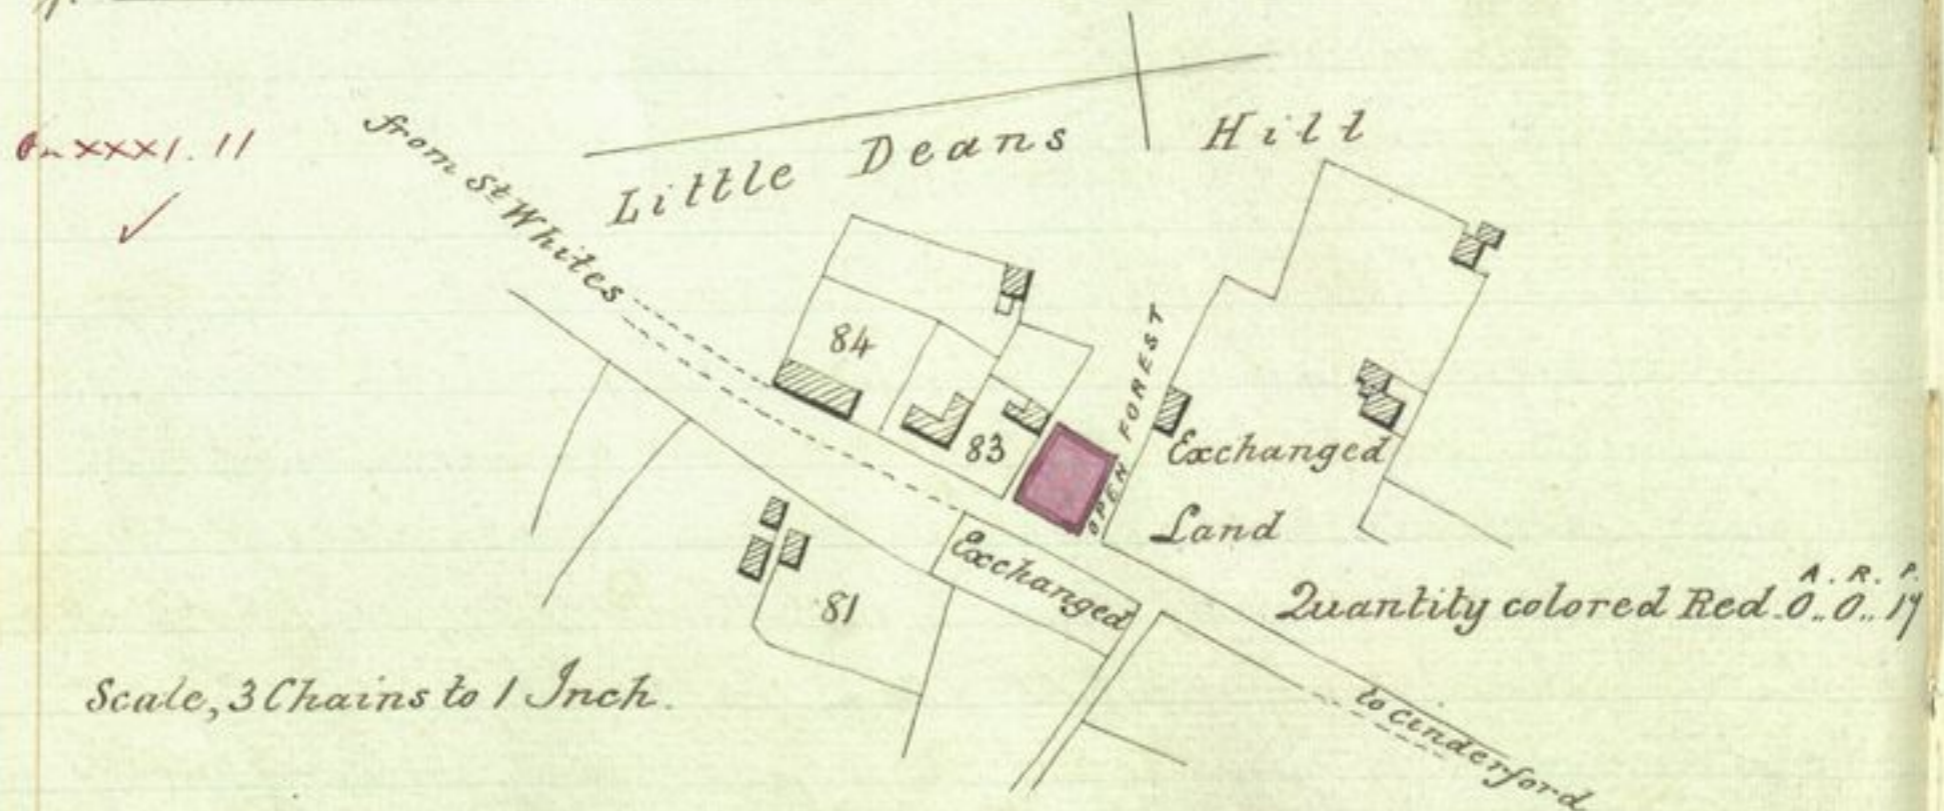 On XXXI. 11
from St Whites
Little Deans Hill
84
83
OPEN FOREST
Exchanged
Land
Exchanged
81
A. R. P.
Quantity colored Red. 0.. 0.. 17
Scale, 3 Chains to 1 Inch.
to Cinderford